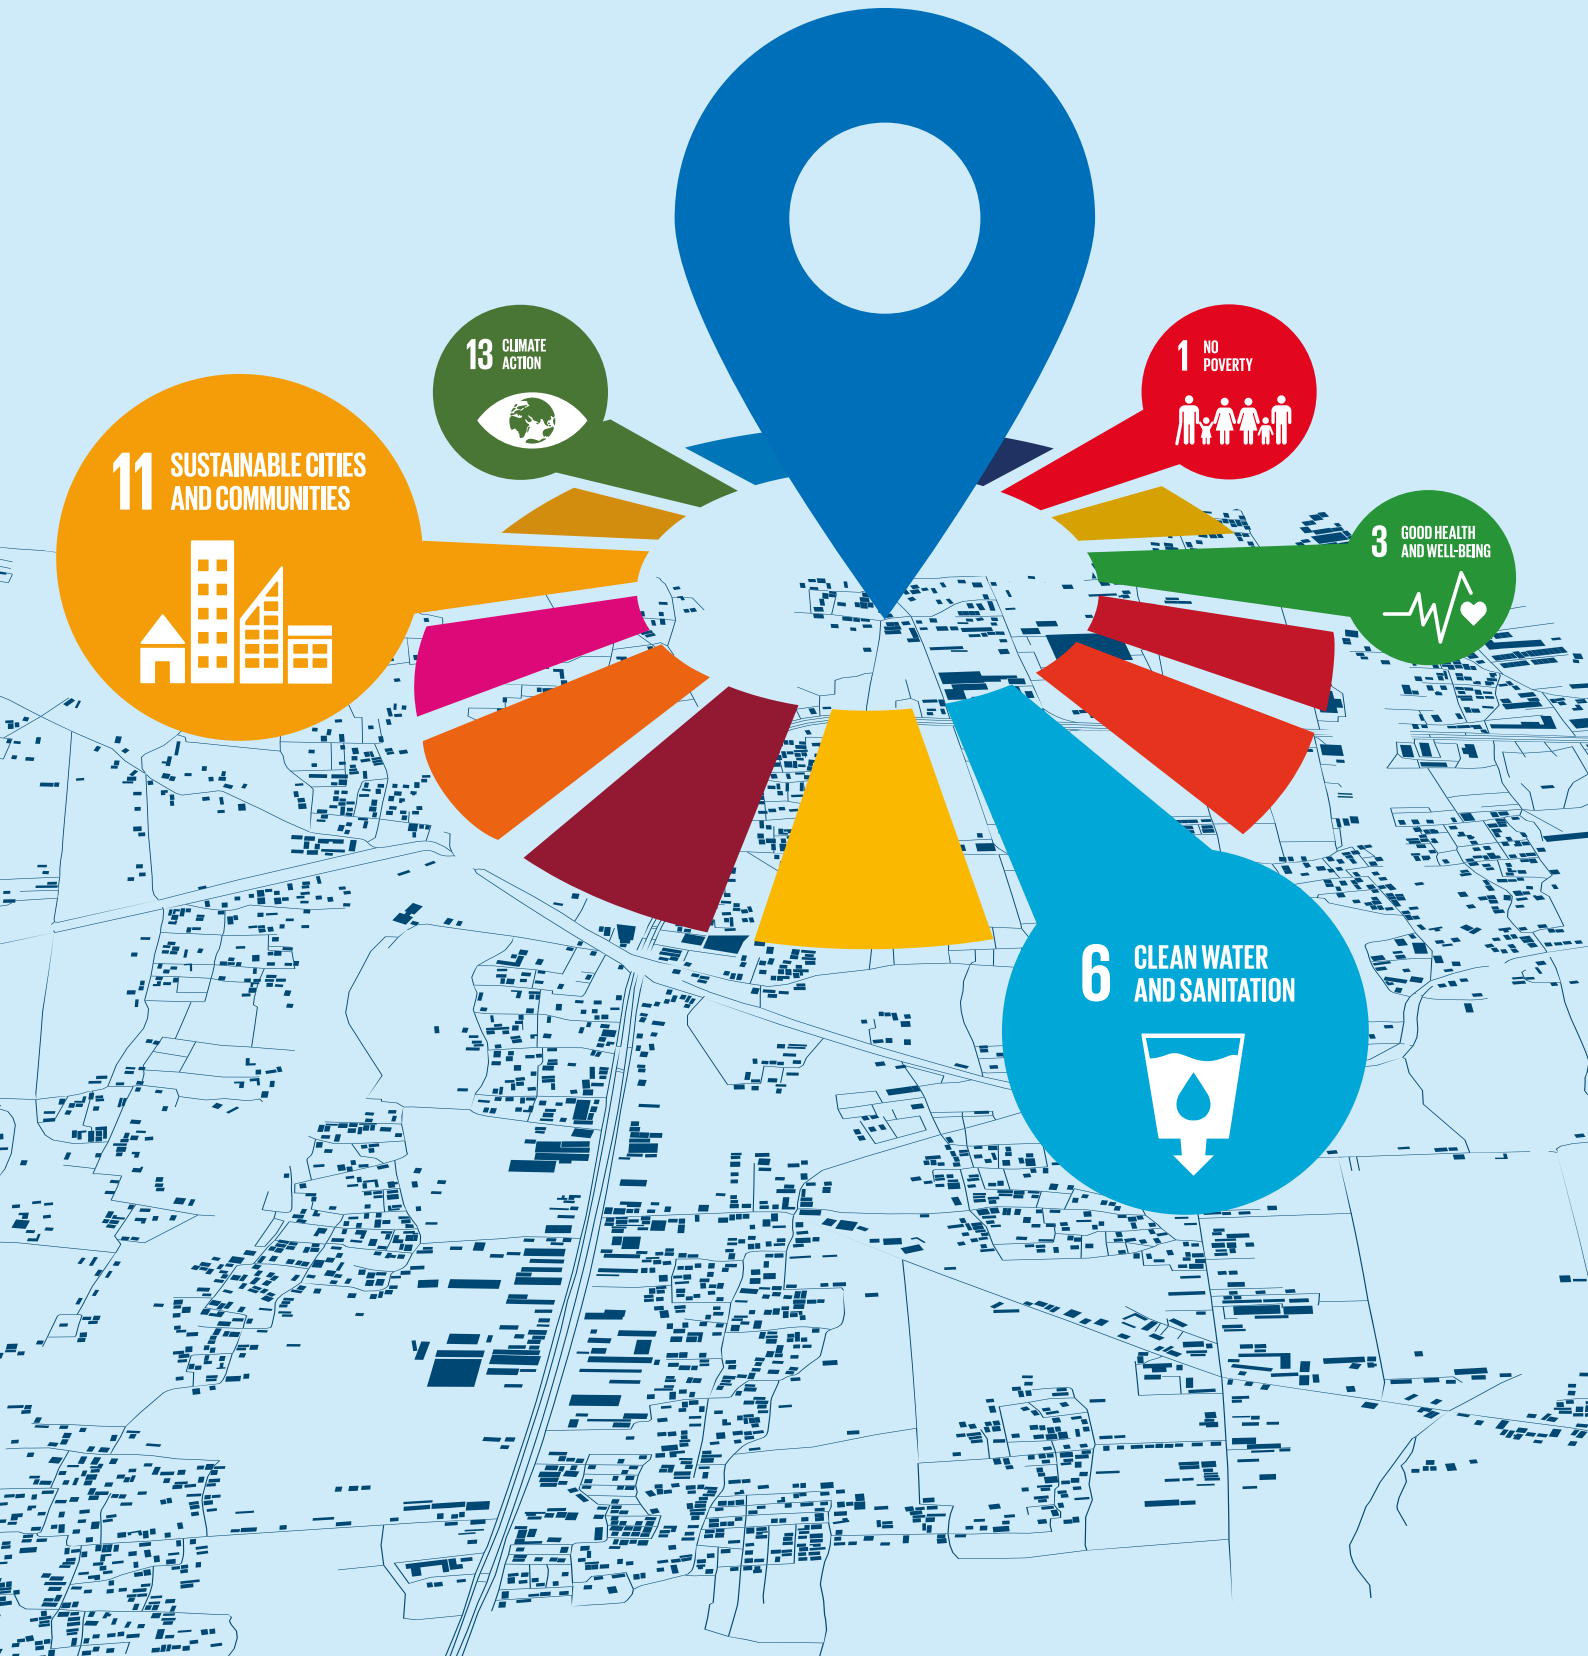 13 CLIMATE
ACTION
1 NO
POVERTY
11 SUSTAINABLE CITIES
AND COMMUNITIES
3 GOOD HEALTH
AND WELL-BEING
6 CLEAN WATER
AND SANITATION